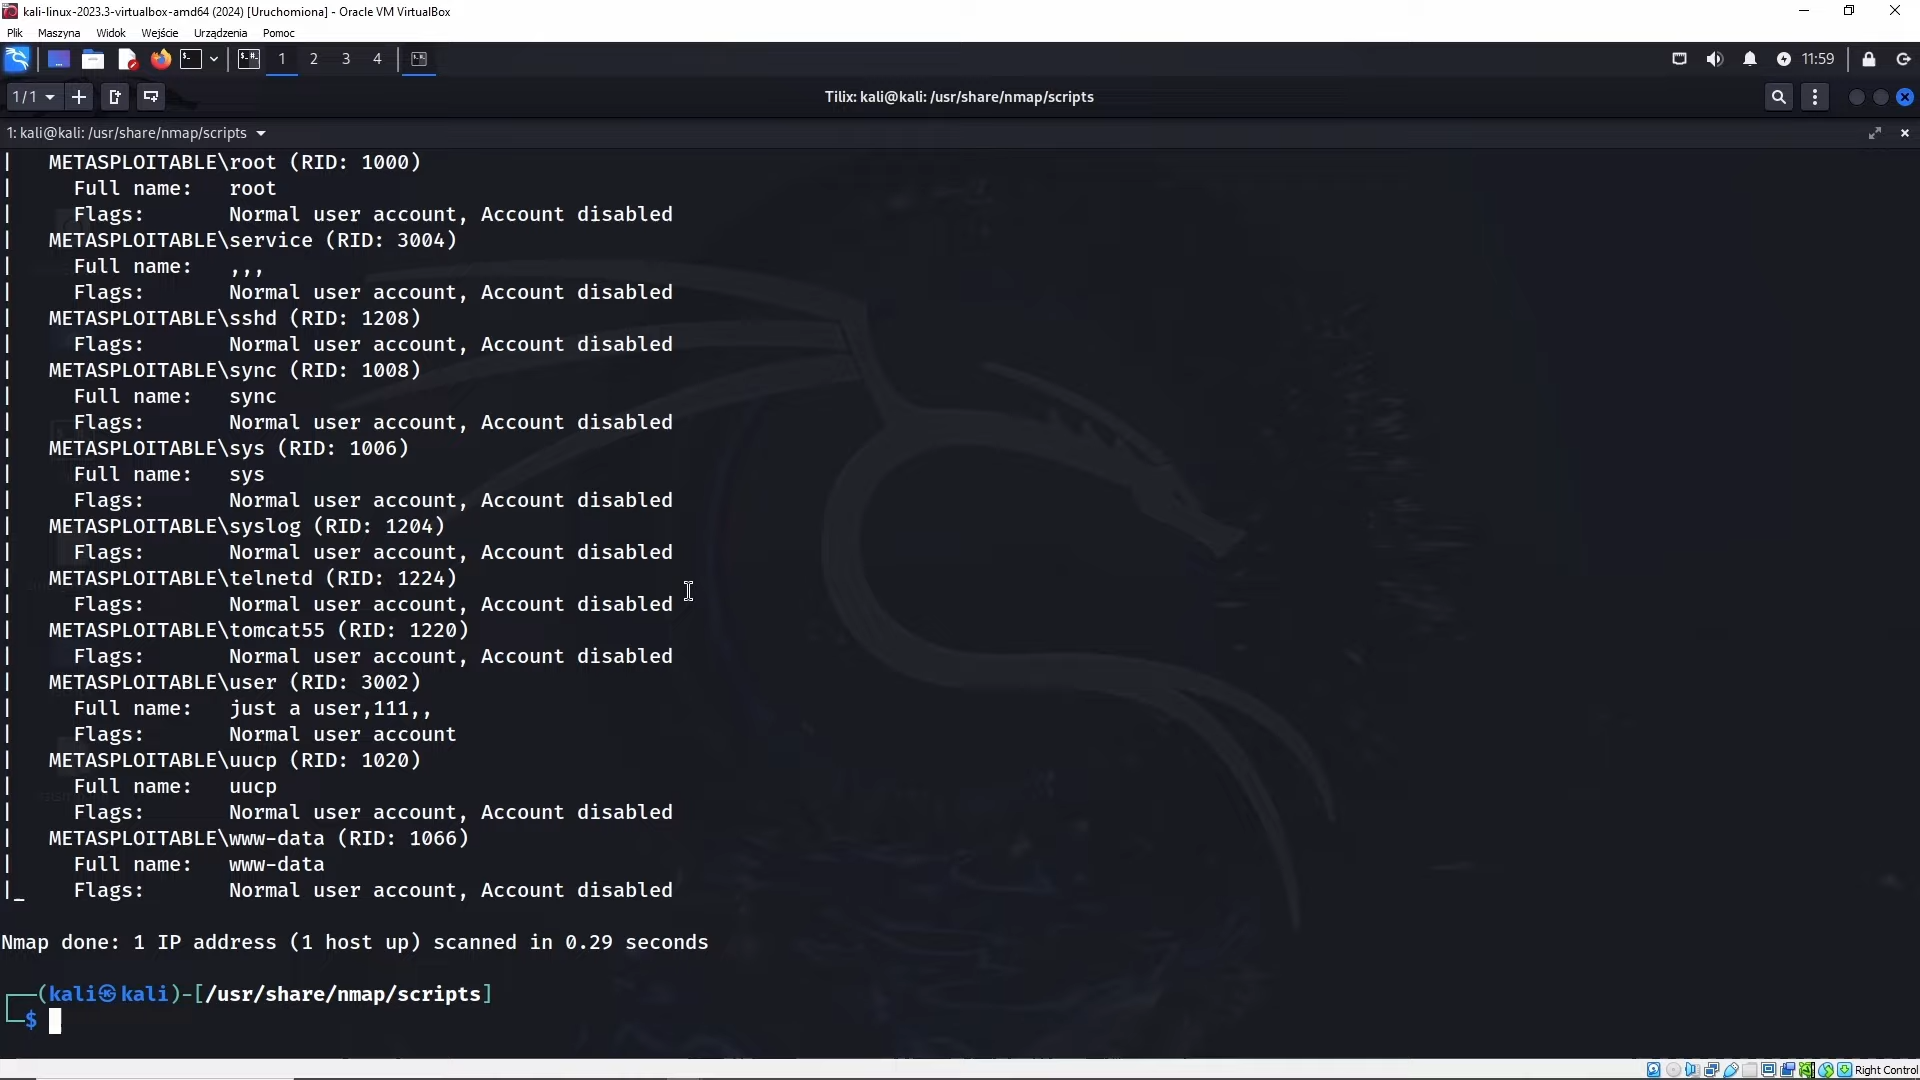 kali-linux-2023.3-virtualbox-amd64 (2024) [Uruchomiona] - Oracle VM VirtualBox
Plik Maszyna Widok Wejście Urządzenia Pomoc
1 2 3 4 11:59
1/1 Tilix: kali@kali: /usr/share/nmap/scripts
1: kali@kali: /usr/share/nmap/scripts
|   METASPLOITABLE\root (RID: 1000)
|     Full name:   root
|     Flags:       Normal user account, Account disabled
|   METASPLOITABLE\service (RID: 3004)
|     Full name:   ,,,
|     Flags:       Normal user account, Account disabled
|   METASPLOITABLE\sshd (RID: 1208)
|     Flags:       Normal user account, Account disabled
|   METASPLOITABLE\sync (RID: 1008)
|     Full name:   sync
|     Flags:       Normal user account, Account disabled
|   METASPLOITABLE\sys (RID: 1006)
|     Full name:   sys
|     Flags:       Normal user account, Account disabled
|   METASPLOITABLE\syslog (RID: 1204)
|     Flags:       Normal user account, Account disabled
|   METASPLOITABLE\telnetd (RID: 1224)
|     Flags:       Normal user account, Account disabled
|   METASPLOITABLE\tomcat55 (RID: 1220)
|     Flags:       Normal user account, Account disabled
|   METASPLOITABLE\user (RID: 3002)
|     Full name:   just a user,111,,
|     Flags:       Normal user account
|   METASPLOITABLE\uucp (RID: 1020)
|     Full name:   uucp
|     Flags:       Normal user account, Account disabled
|   METASPLOITABLE\www-data (RID: 1066)
|     Full name:   www-data
|_    Flags:       Normal user account, Account disabled
Nmap done: 1 IP address (1 host up) scanned in 0.29 seconds
┌──(kali㉿kali)-[/usr/share/nmap/scripts]
└─$
Right Control